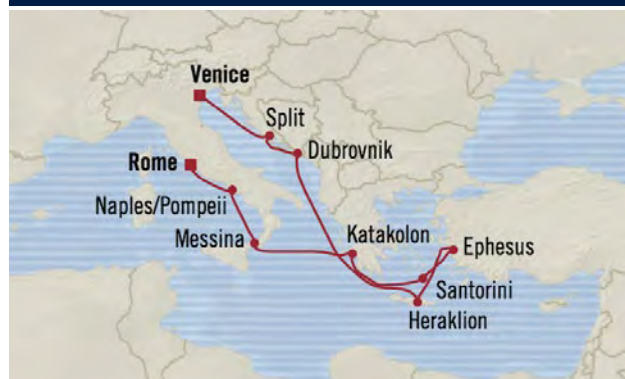 Venice
Split
Dubrovnik
Rome
Naples/Pompeii
Messina
Katakolon
Ephesus
Santorini
Heraklion